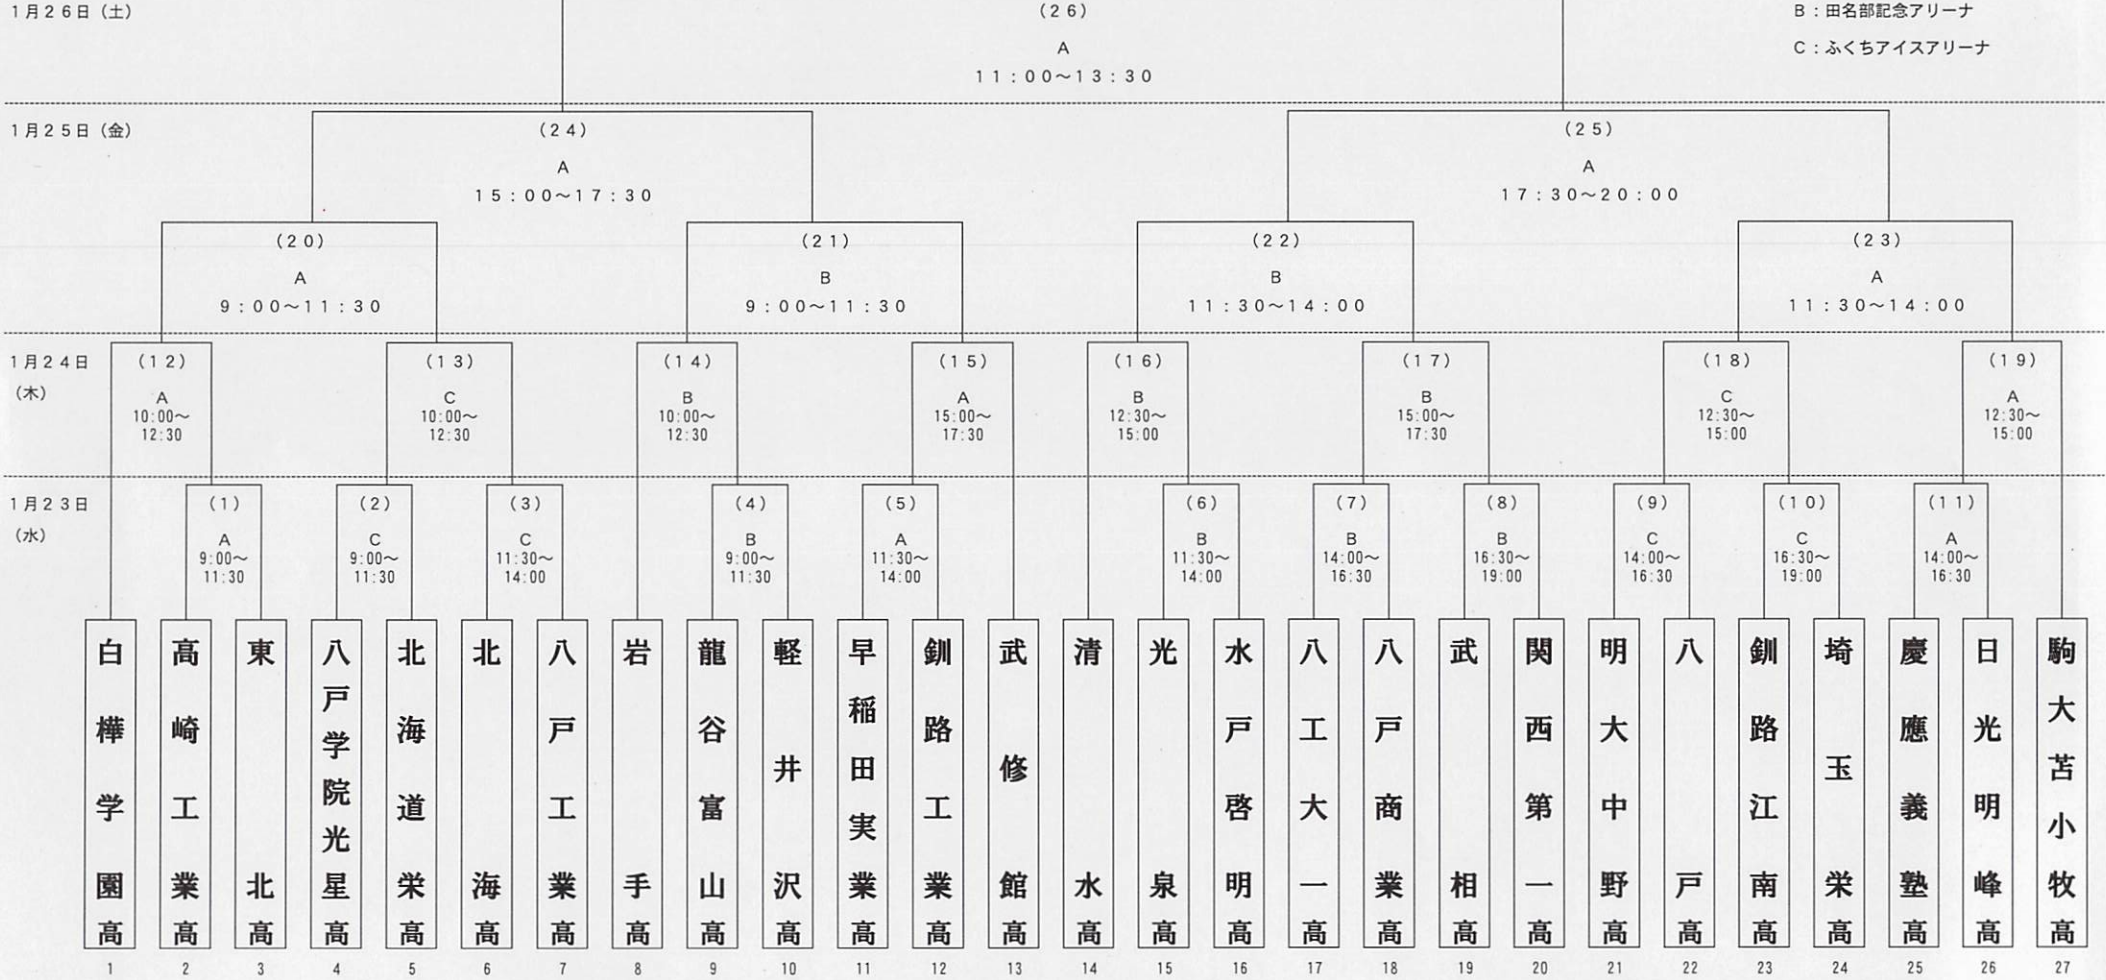 1月26日（土）
（26）
A
11：00～13：30
B：田名部記念アリーナ
C：ふくちアイスアリーナ
1月25日（金）
（24）
A
15：00～17：30
（25）
A
17：30～20：00
（20）
A
9：00～11：30
（21）
B
9：00～11：30
（22）
B
11：30～14：00
（23）
A
11：30～14：00
1月24日
（木）
（12）
A
10:00～
12:30
（13）
C
10:00～
12:30
（14）
B
10:00～
12:30
（15）
A
15:00～
17:30
（16）
B
12:30～
15:00
（17）
B
15:00～
17:30
（18）
C
12:30～
15:00
（19）
A
12:30～
15:00
1月23日
（水）
（1）
A
9:00～
11:30
（2）
C
9:00～
11:30
（3）
C
11:30～
14:00
（4）
B
9:00～
11:30
（5）
A
11:30～
14:00
（6）
B
11:30～
14:00
（7）
B
14:00～
16:30
（8）
B
16:30～
19:00
（9）
C
14:00～
16:30
（10）
C
16:30～
19:00
（11）
A
14:00～
16:30
白樺学園高
高崎工業高
東北高
八戸学院光星高
北海道栄高
北海高
八戸工業高
岩手高
龍谷富山高
軽井沢高
早稲田実業高
釧路工業高
武修館高
清水高
光泉高
水戸啓明高
八工大一高
八戸商業高
武相高
関西第一高
明大中野高
八戸高
釧路江南高
埼玉栄高
慶應義塾高
日光明峰高
駒大苫小牧高
1
2
3
4
5
6
7
8
9
10
11
12
13
14
15
16
17
18
19
20
21
22
23
24
25
26
27